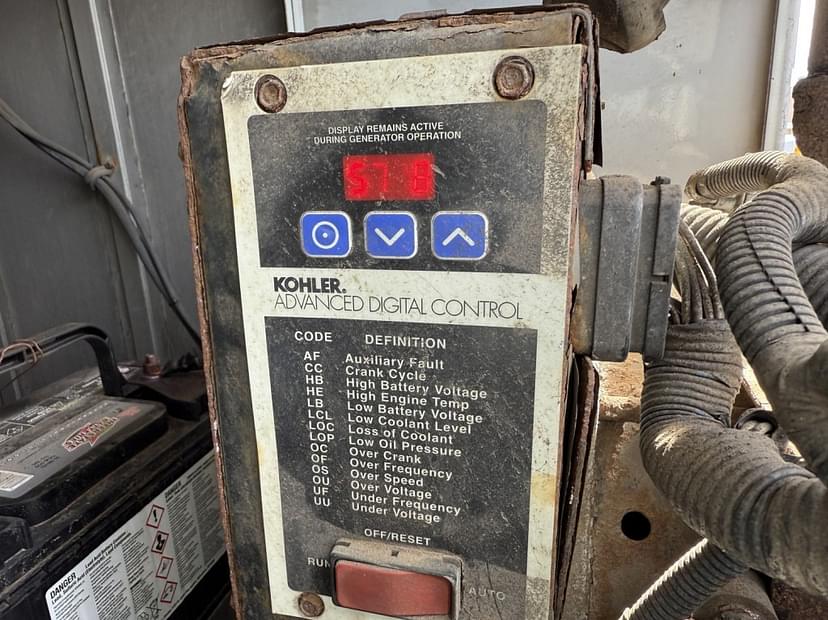 DISPLAY REMAINS ACTIVE
DURING GENERATOR OPERATION
KOHLER.
ADVANCED DIGITAL CONTROL
CODE DEFINITION
AF Auxiliary Fault
CC Crank Cycle
HB High Battery Voltage
HE High Engine Temp
LB Low Battery Voltage
LCL Low Coolant Level
LOC Loss of Coolant
LOP Low Oil Pressure
OC Over Crank
OF Over Frequency
OS Over Speed
OU Over Voltage
UF Under Frequency
UU Under Voltage
OFF/RESET
RUN
AUTO
DANGER